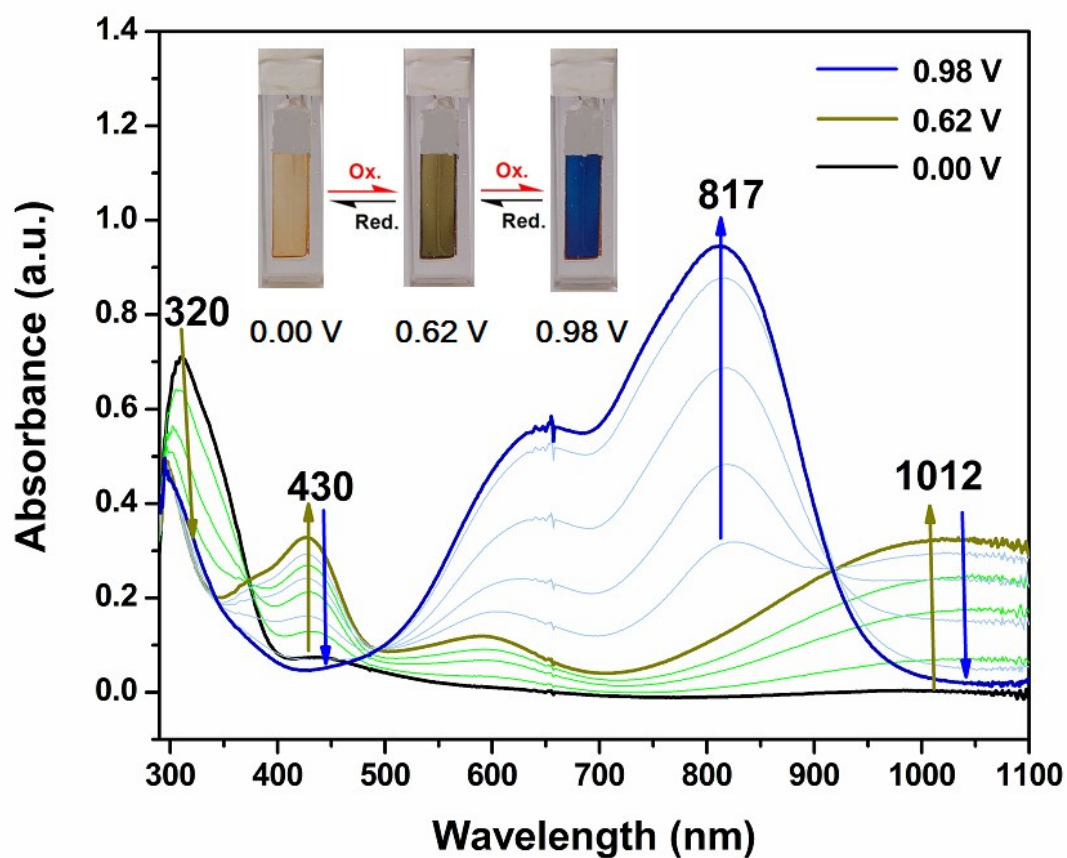 1.4
1.2
1.0
0.8
0.6
0.4
0.2
0.0
Absorbance (a.u.)
300 400 500 600 700 800 900 1000 1100
Wavelength (nm)
0.98 V
0.62 V
0.00 V
Ox.
Red.
Ox.
Red.
0.00 V
0.62 V
0.98 V
320
430
817
1012